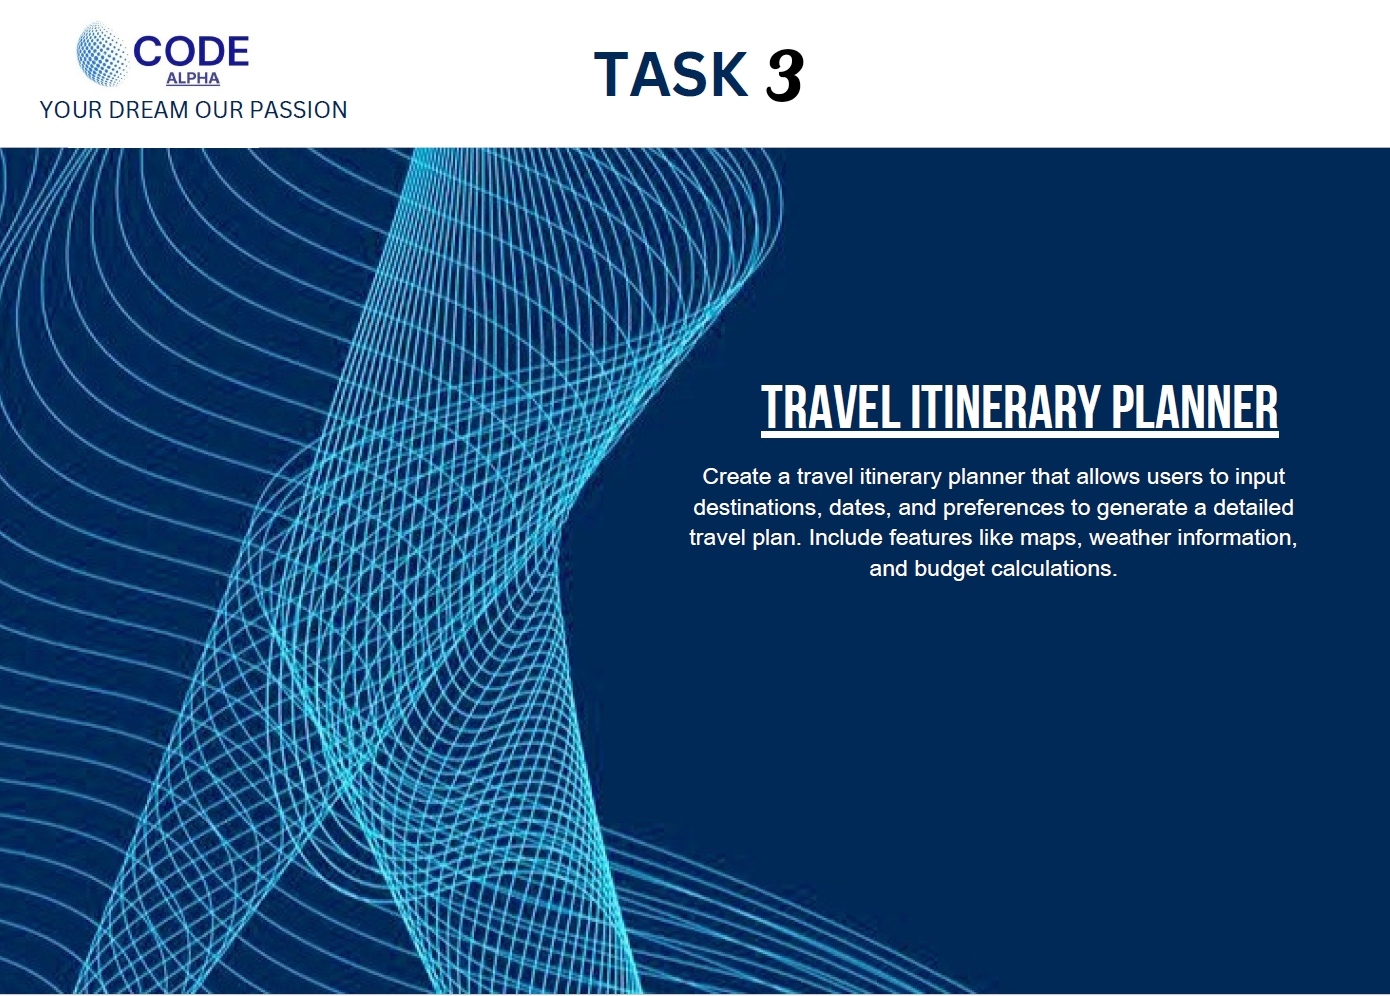 CODE
ALPHA
YOUR DREAM OUR PASSION
TASK 3
TRAVEL ITINERARY PLANNER
Create a travel itinerary planner that allows users to input
destinations, dates, and preferences to generate a detailed
travel plan. Include features like maps, weather information,
and budget calculations.